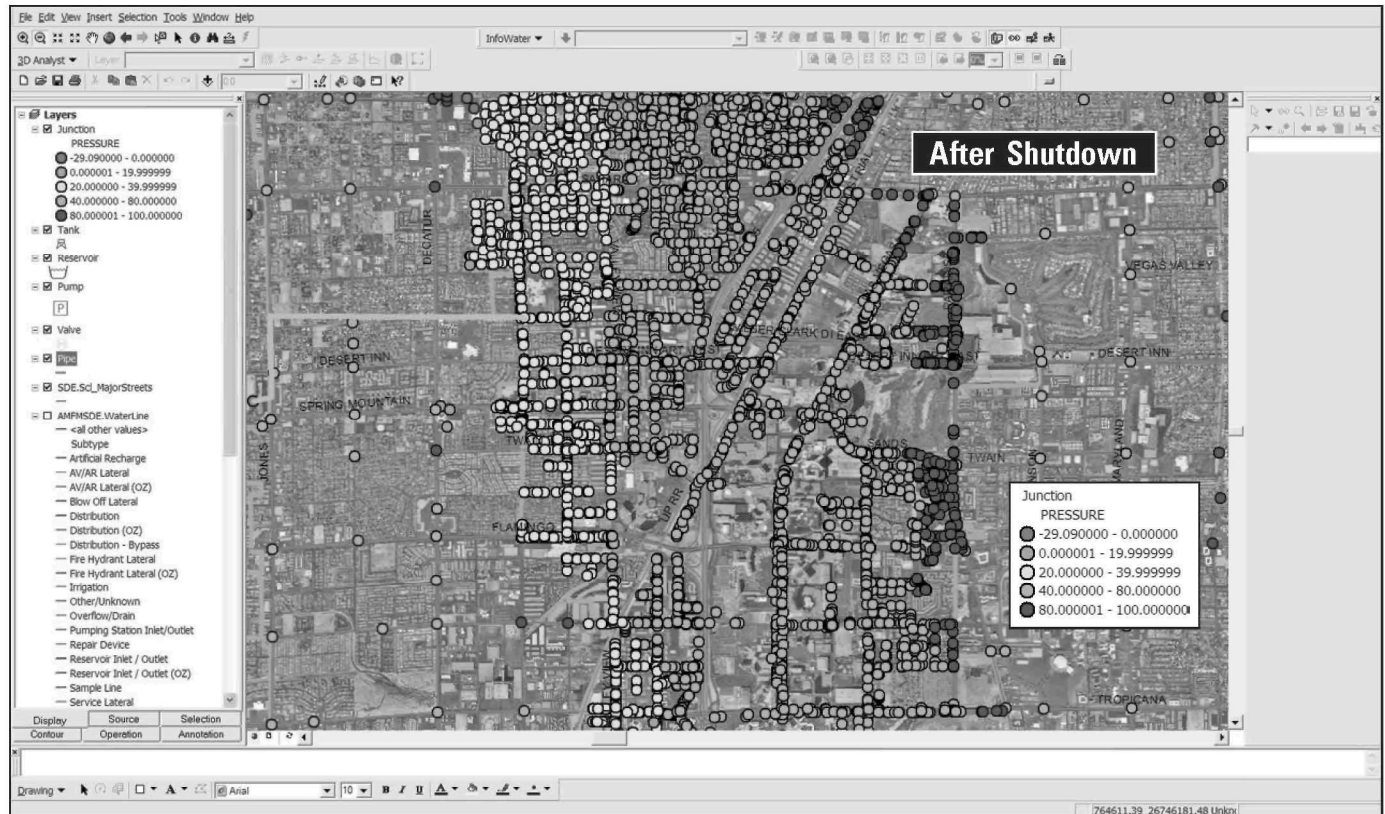 File Edit View Insert Selection Tools Window Help
InfoWater
3D Analyst Layer:
Layers
Junction
PRESSURE
-29.090000 - 0.000000
0.000001 - 19.999999
20.000000 - 39.999999
40.000000 - 80.000000
80.000001 - 100.000000
Tank
Reservoir
Pump
P
Valve
Pipe
SDE.Scl_MajorStreets
AMFMSDE.WaterLine
<all other values>
Subtype
Artificial Recharge
AV/AR Lateral
AV/AR Lateral (OZ)
Blow Off Lateral
Distribution
Distribution (OZ)
Distribution - Bypass
Fire Hydrant Lateral
Fire Hydrant Lateral (OZ)
Irrigation
Other/Unknown
Overflow/Drain
Pumping Station Inlet/Outlet
Repair Device
Reservoir Inlet / Outlet
Reservoir Inlet / Outlet (OZ)
Sample Line
Service Lateral
Display Source Selection
Contour Operation Annotation
After Shutdown
DECATUR
VEGAS VALLEY
DESERT INN
DESERT INN
SPRING MOUNTAIN
JONES
SANDS
TWAIN
MARYLAND
UP RR
FLAMINGO
TROPICANA
Junction
PRESSURE
-29.090000 - 0.000000
0.000001 - 19.999999
20.000000 - 39.999999
40.000000 - 80.000000
80.000001 - 100.000000
Drawing A Arial 10 B I U A
764611.39 26746181.48 Unkn